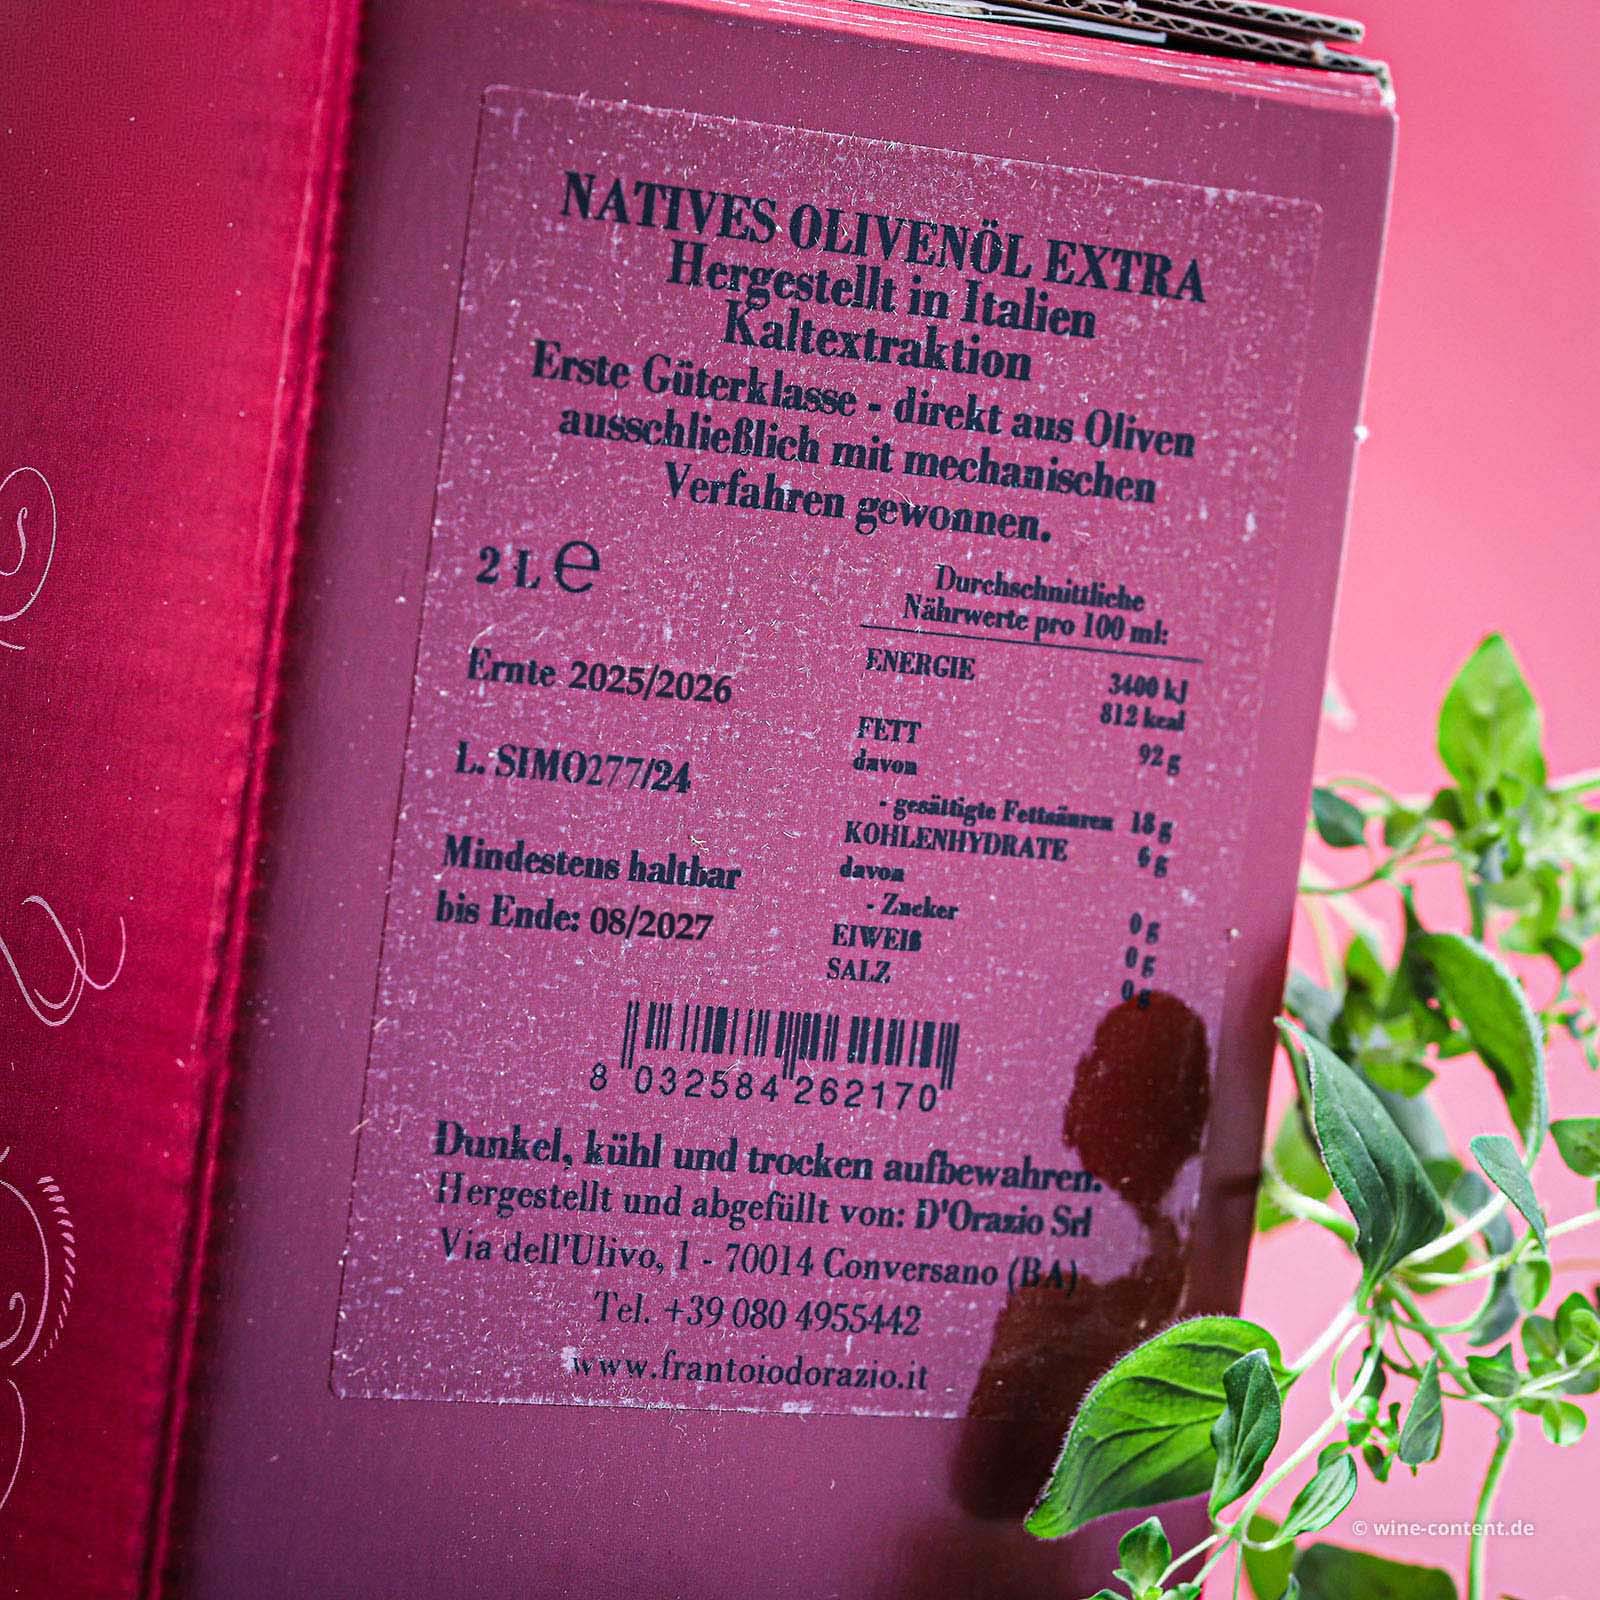 NATIVES OLIVENÖL EXTRA
Hergestellt in Italien
Kaltextraktion
Erste Güterklasse - direkt aus Oliven
ausschließlich mit mechanischen
Verfahren gewonnen.
2 L e
Ernte 2025/2026
L. SIMO277/24
Mindestens haltbar
bis Ende: 08/2027
Durchschnittliche
Nährwerte pro 100 ml:
ENERGIE 3400 kJ
812 kcal
FETT 92 g
davon
- gesättigte Fettsäuren 18 g
KOHLENHYDRATE 6 g
davon
- Zucker 0 g
EIWEIß 0 g
SALZ 0 g
8 032584 262170
Dunkel, kühl und trocken aufbewahren.
Hergestellt und abgefüllt von: D'Orazio Srl
Via dell'Ulivo, 1 - 70014 Conversano (BA)
Tel. +39 080 4955442
www.frantoiodorazio.it
© wine-content.de